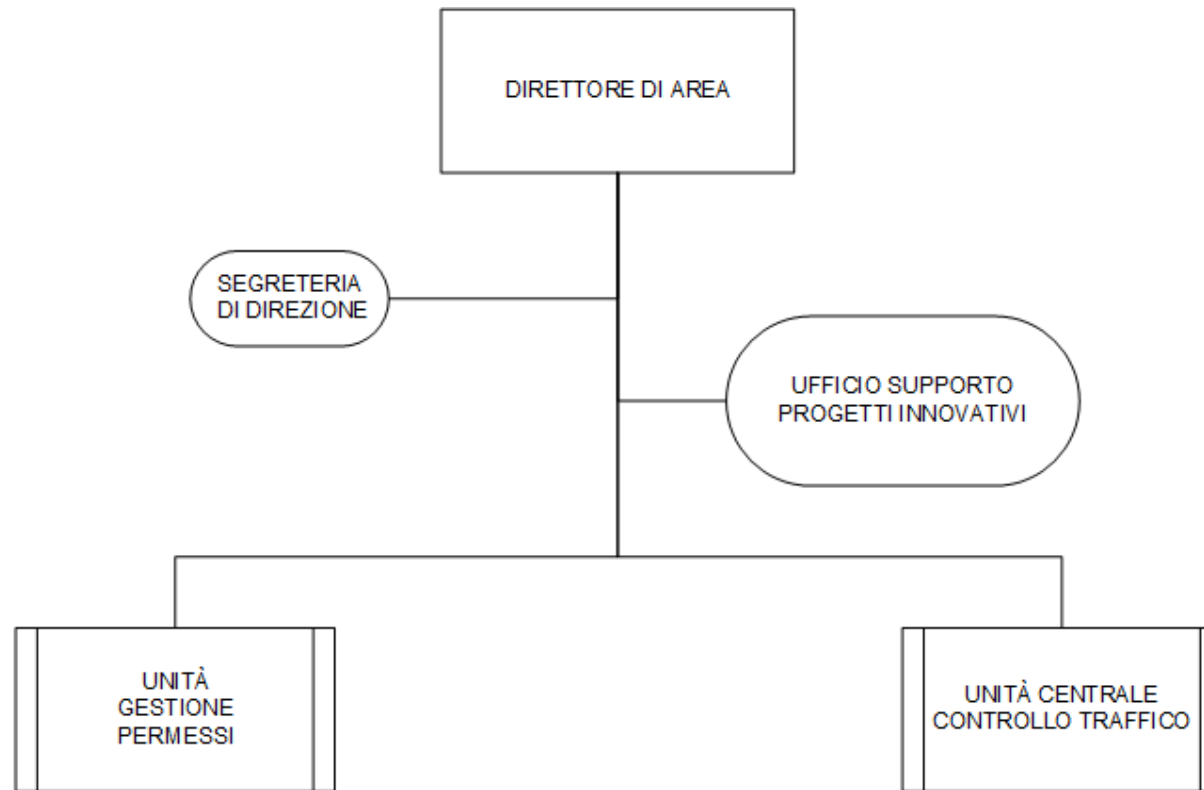 DIRETTORE DI AREA
SEGRETERIA
DI DIREZIONE
UFFICIO SUPPORTO
PROGETTI INNOVATIVI
UNITÀ
GESTIONE
PERMESSI
UNITÀ CENTRALE
CONTROLLO TRAFFICO